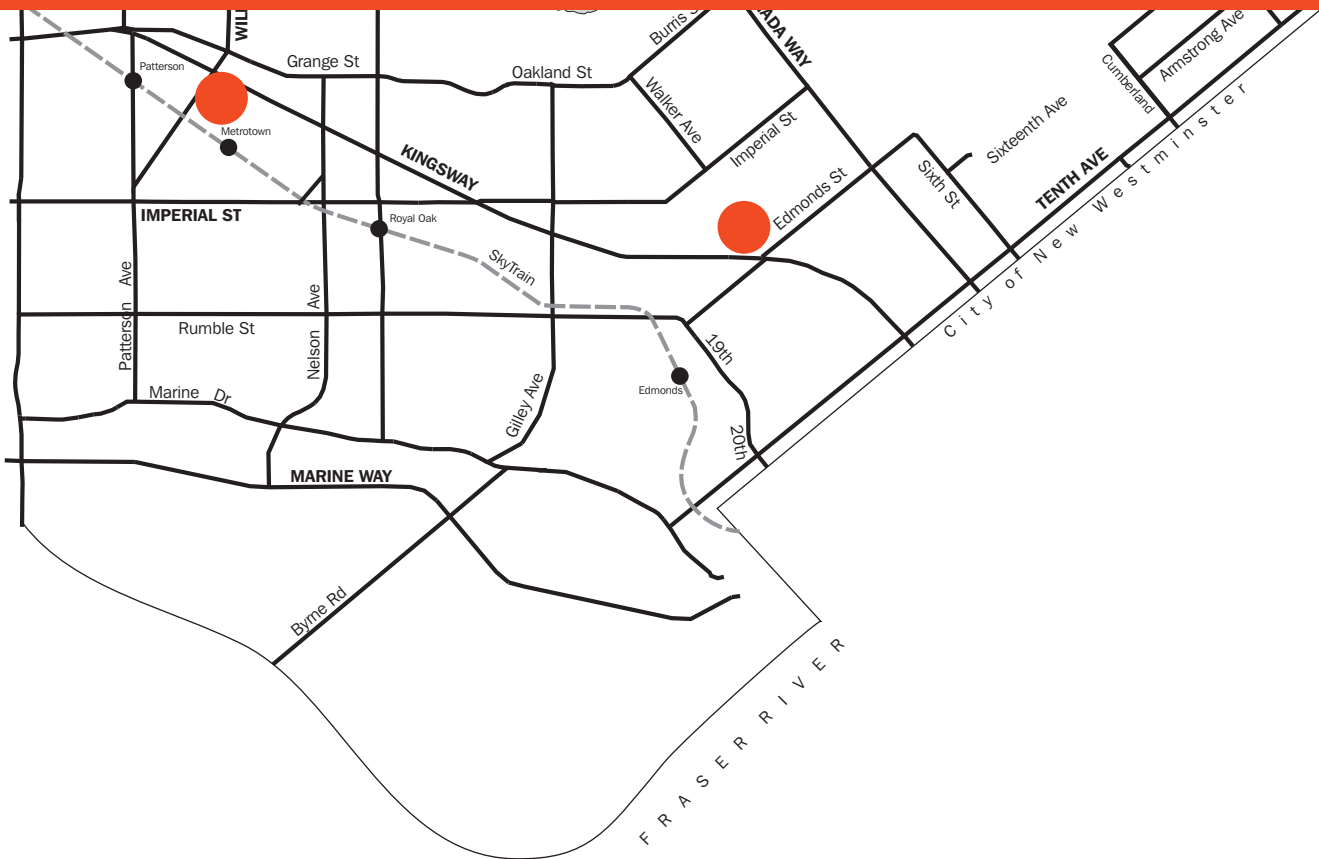 WILL
Burris S
ADA WAY
Armstrong Ave
Grange St
Patterson
Oakland St
Cumberland
Walker Ave
Sixteenth Ave
Metrotown
Imperial St
KINGSWAY
Sixth St
TENTH AVE
Edmonds St
IMPERIAL ST
Royal Oak
City of New Westminster
SkyTrain
Patterson Ave
Nelson Ave
Rumble St
19th
Edmonds
Marine Dr
Gilley Ave
20th
MARINE WAY
Byrne Rd
FRASER RIVER